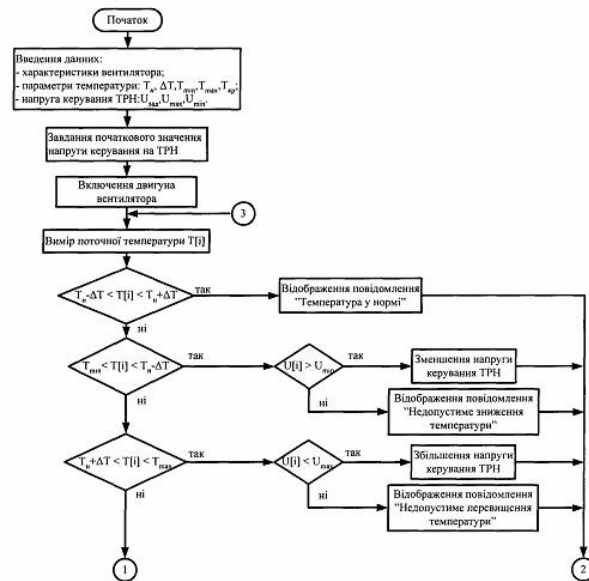 Початок
Введення данних:
- характеристики вентилятора;
- параметри температури: Tн, ΔT, Tmin, Tmax, Tкр;
- напруга керування ТРН: Uзад, Umax, Umin.
Завдання початкового значення
напруги керування на ТРН
Включення двигуна
вентилятора
3
Вимір поточної температури T[i]
Tн-ΔT < T[i] < Tн+ΔT
так
Відображення повідомлення
"Температура у нормі"
ні
Tmin< T[i] < Tн-ΔT
так
U[i] > Umin
так
Зменшення напруги
керування ТРН
ні
ні
Відображення повідомлення
"Недопустиме зниження
температури"
Tн+ΔT < T[i] < Tmax
так
U[i] < Umax
так
Збільшення напруги
керування ТРН
ні
ні
Відображення повідомлення
"Недопустиме перевищення
температури"
1
2